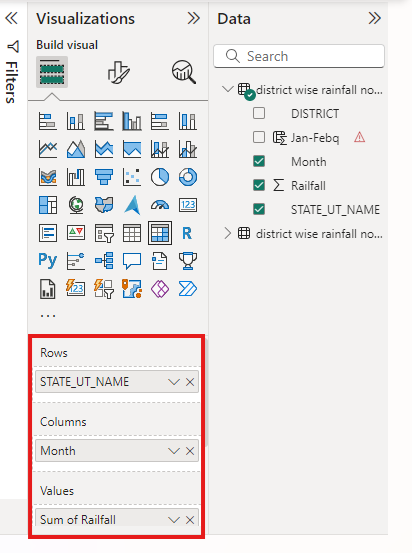 Filters
Visualizations
Build visual
123
R
Py
123
...
Rows
STATE_UT_NAME
Columns
Month
Values
Sum of Railfall
Data
Search
district wise rainfall no...
DISTRICT
Jan-Febq
Month
Railfall
STATE_UT_NAME
district wise rainfall no...